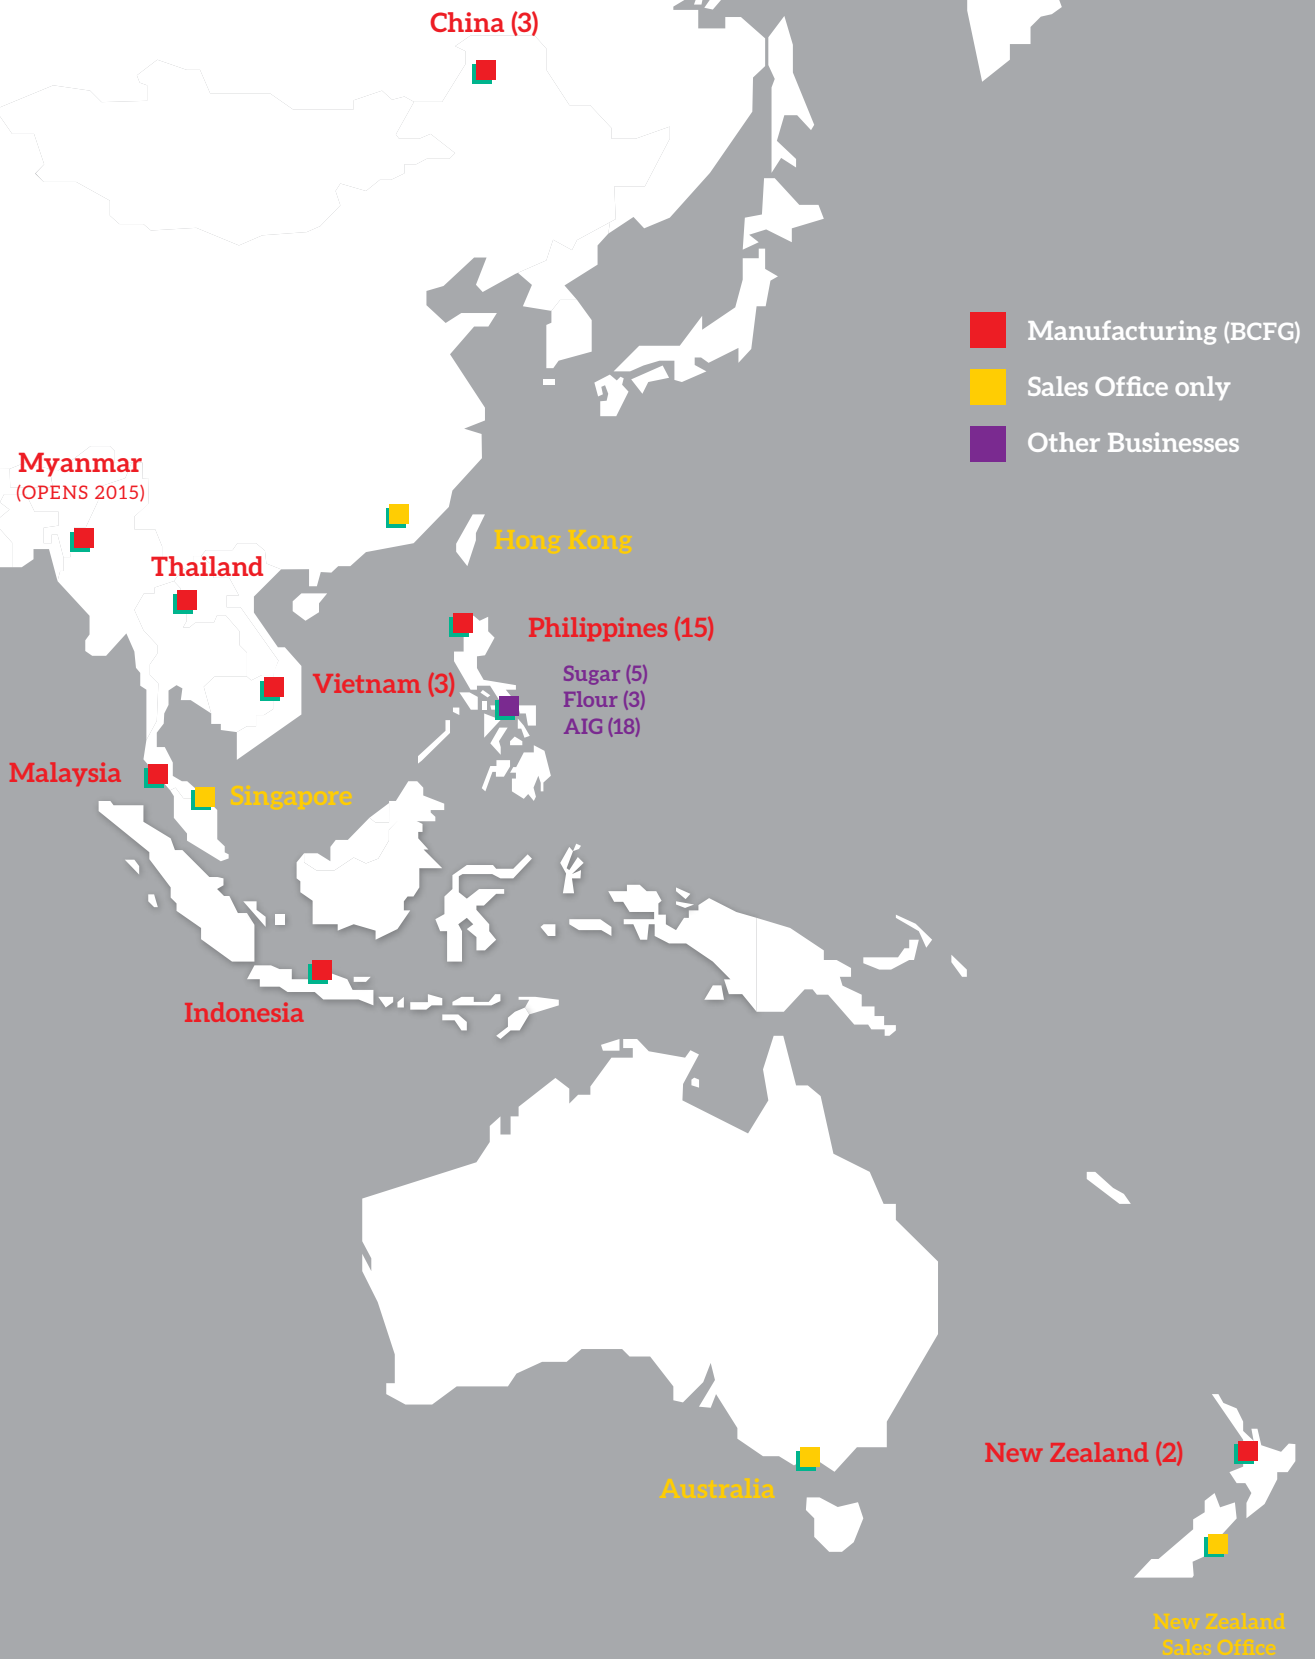 China (3)
Manufacturing (BCFG)
Sales Office only
Other Businesses
Myanmar
(OPENS 2015)
Hong Kong
Thailand
Philippines (15)
Sugar (5)
Flour (3)
AIG (18)
Vietnam (3)
Malaysia
Singapore
Indonesia
New Zealand (2)
Australia
New Zealand
Sales Office